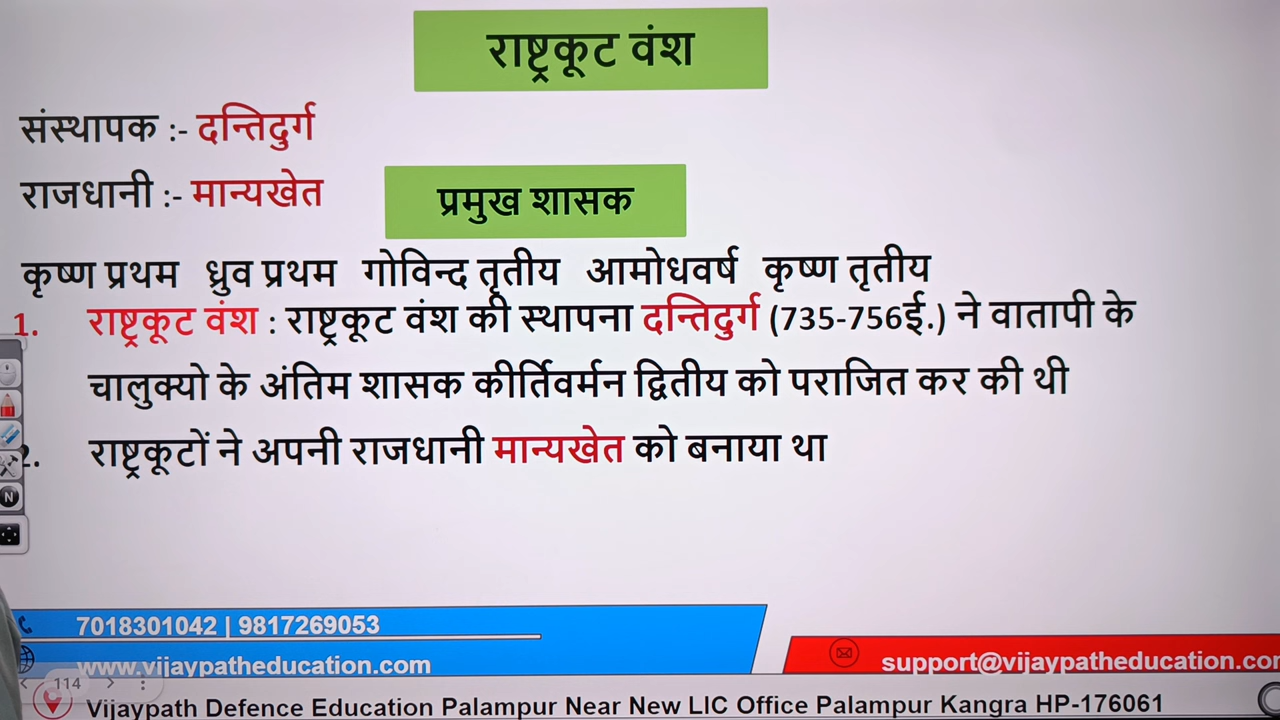 राष्ट्रकूट वंश
संस्थापक :- दन्तिदुर्ग
राजधानी :- मान्यखेत
प्रमुख शासक
कृष्ण प्रथम ध्रुव प्रथम गोविन्द तृतीय आमोधवर्ष कृष्ण तृतीय
1. राष्ट्रकूट वंश : राष्ट्रकूट वंश की स्थापना दन्तिदुर्ग (735-756ई.) ने वातापी के
चालुक्यो के अंतिम शासक कीर्तिवर्मन द्वितीय को पराजित कर की थी
2. राष्ट्रकूटों ने अपनी राजधानी मान्यखेत को बनाया था
N
7018301042 | 9817269053
www.vijaypatheducation.com
support@vijaypatheducation.cor
114
Vijaypath Defence Education Palampur Near New LIC Office Palampur Kangra HP-176061